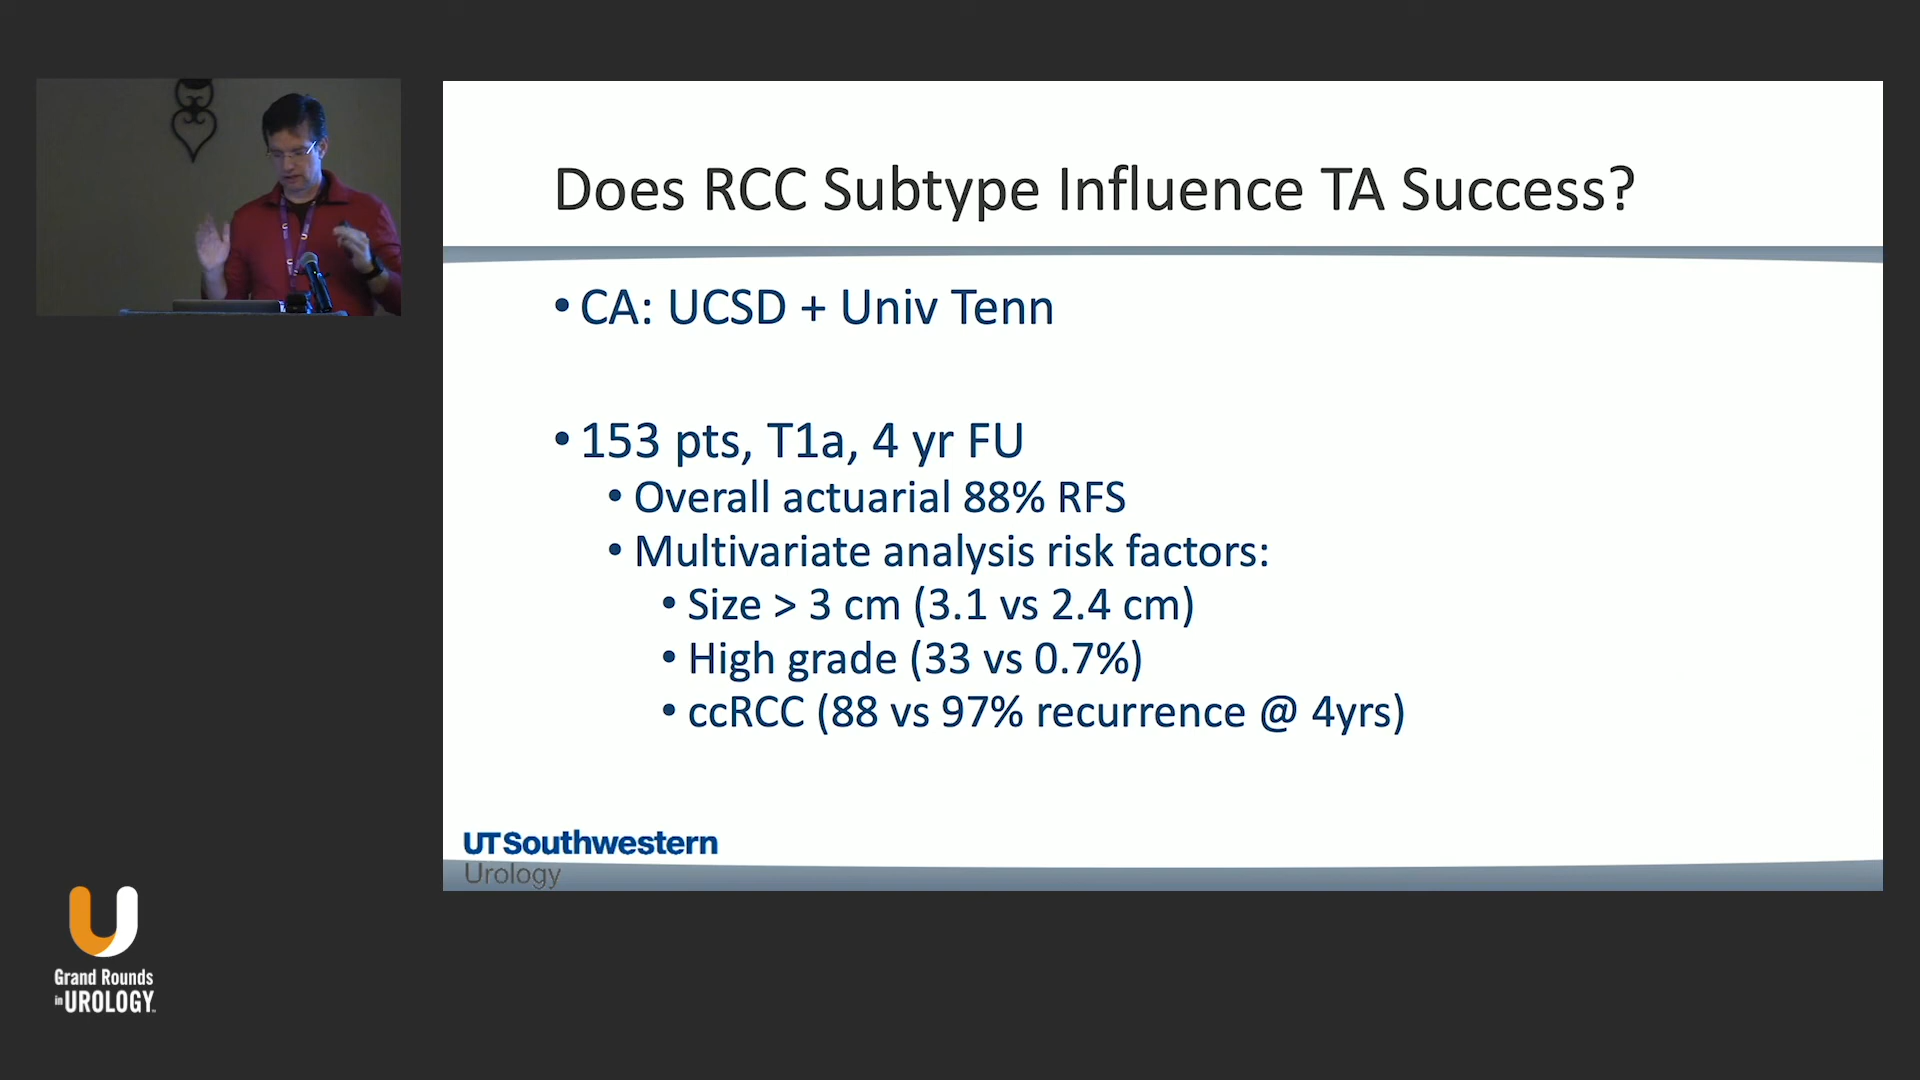 Does RCC Subtype Influence TA Success?
• CA: UCSD + Univ Tenn
• 153 pts, T1a, 4 yr FU
• Overall actuarial 88% RFS
• Multivariate analysis risk factors:
• Size > 3 cm (3.1 vs 2.4 cm)
• High grade (33 vs 0.7%)
• ccRCC (88 vs 97% recurrence @ 4yrs)
UTSouthwestern
Urology
Grand Rounds
in UROLOGY